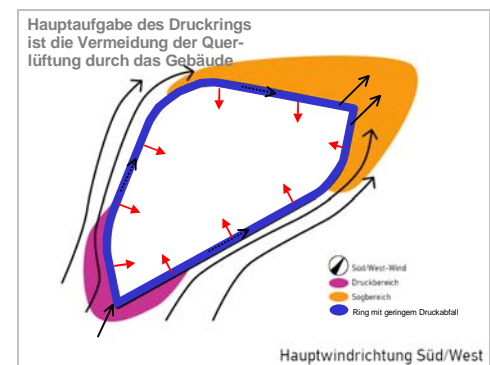 Hauptaufgabe des Druckrings
ist die Vermeidung der Quer-
lüftung durch das Gebäude
Süd/West-Wind
Druckbereich
Sogbereich
Ring mit geringem Druckabfall
Hauptwindrichtung Süd/West